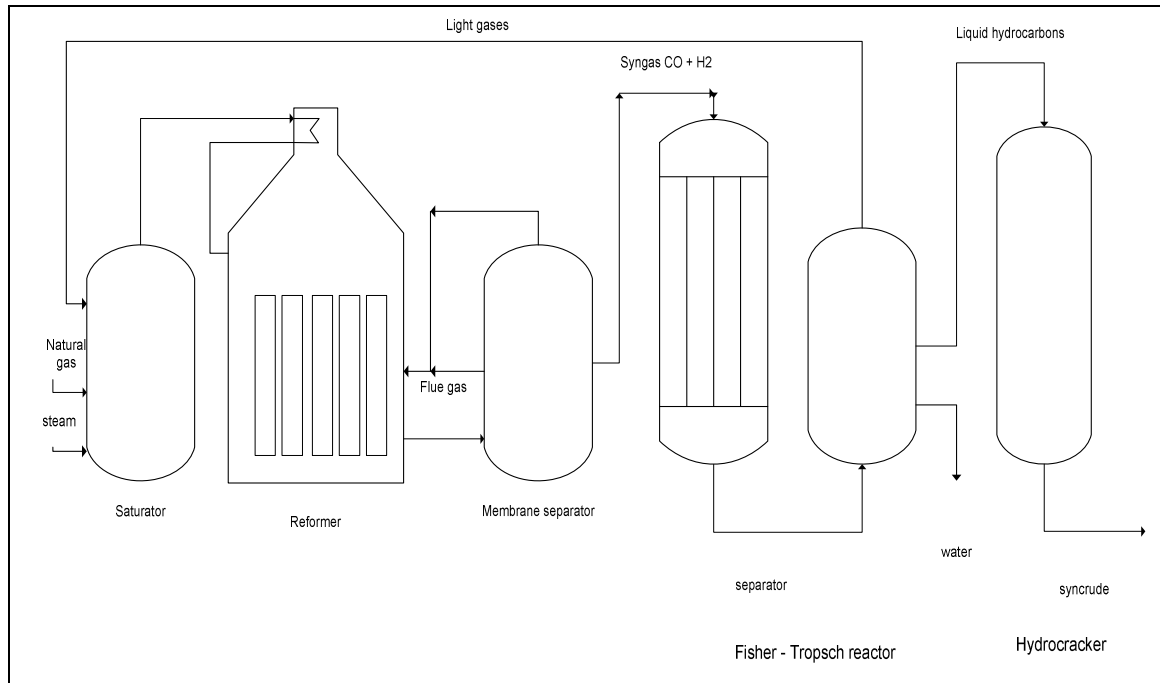 Light gases
Liquid hydrocarbons
Syngas CO + H2
Natural
gas
Flue gas
steam
Saturator
Reformer
Membrane separator
water
separator
syncrude
Fisher - Tropsch reactor
Hydrocracker